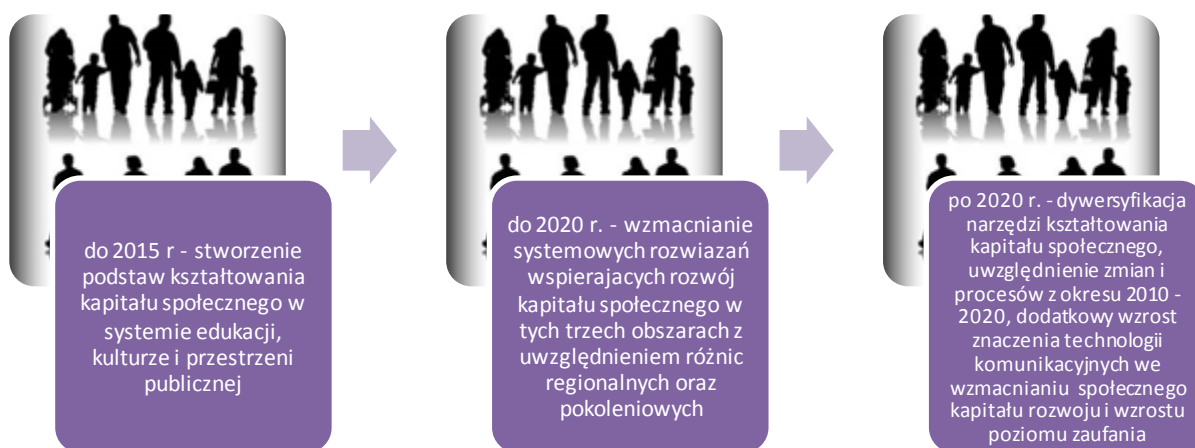 do 2015 r - stworzenie
podstaw kształtowania
kapitału społecznego w
systemie edukacji,
kulturze i przestrzeni
publicznej
do 2020 r. - wzmacnianie
systemowych rozwiazań
wspierajacych rozwój
kapitału społecznego w
tych trzech obszarach z
uwzględnieniem różnic
regionalnych oraz
pokoleniowych
po 2020 r. - dywersyfikacja
narzędzi kształtowania
kapitału społecznego,
uwzględnienie zmian i
procesów z okresu 2010 -
2020, dodatkowy wzrost
znaczenia technologii
komunikacyjnych we
wzmacnianiu społecznego
kapitału rozwoju i wzrostu
poziomu zaufania